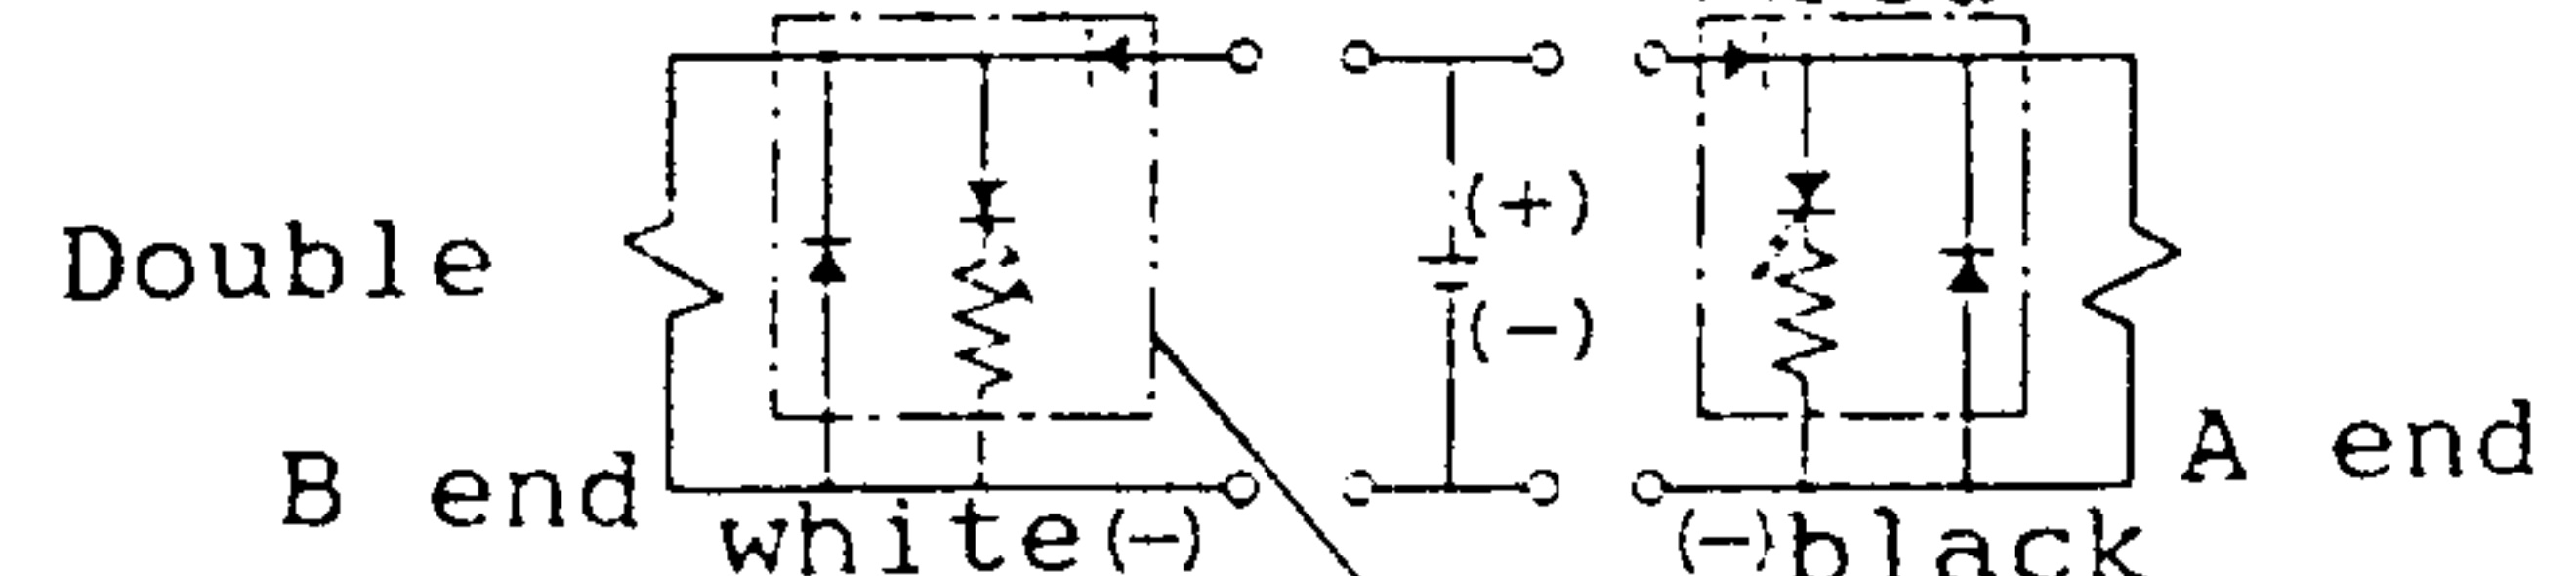 Double
(+)
(-)
B end
A end
white(-)
(-)black